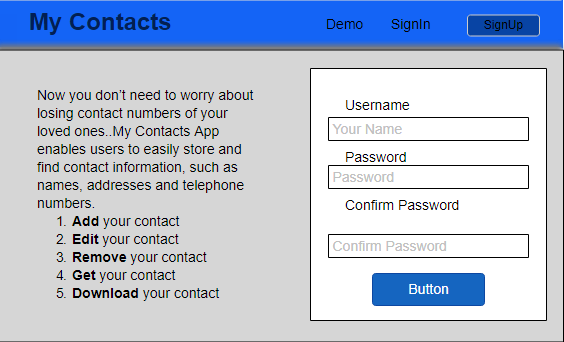 My Contacts
Demo
SignIn
SignUp
Now you don't need to worry about
losing contact numbers of your
loved ones..My Contacts App
enables users to easily store and
find contact information, such as
names, addresses and telephone
numbers.
1. Add your contact
2. Edit your contact
3. Remove your contact
4. Get your contact
5. Download your contact
Username
Your Name
Password
Password
Confirm Password
Confirm Password
Button